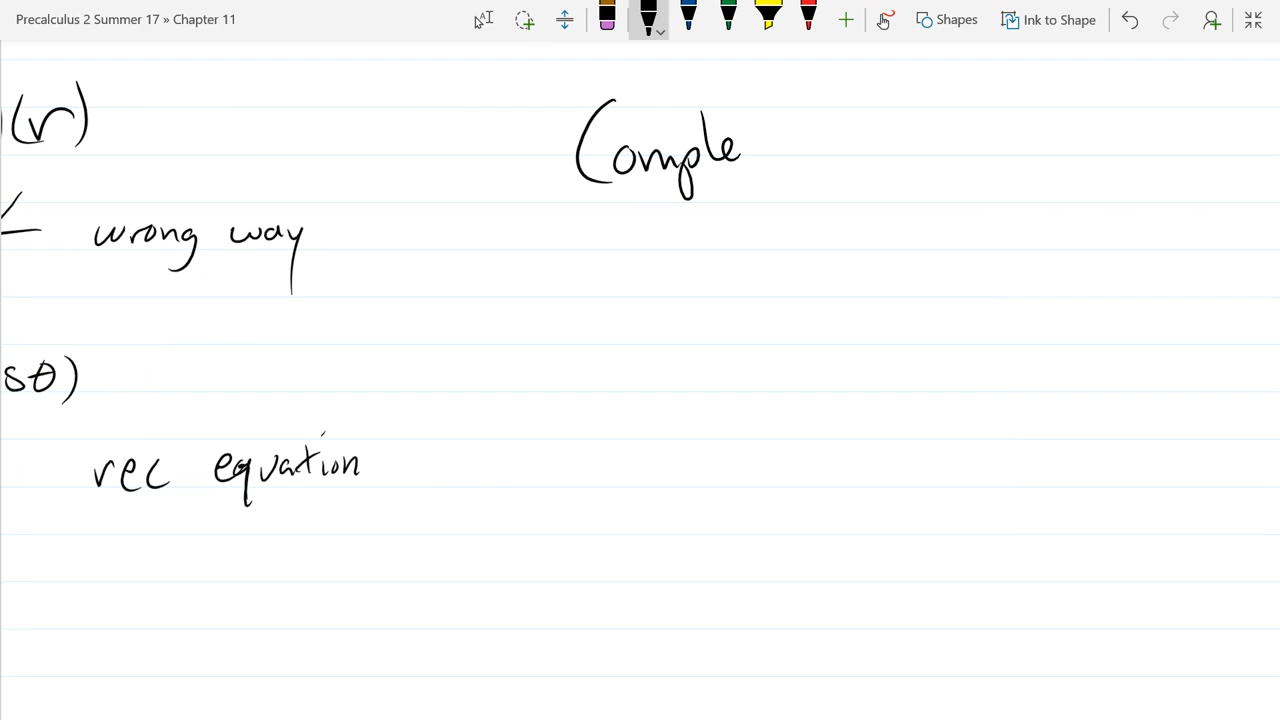 Precalculus 2 Summer 17 » Chapter 11
Shapes
Ink to Shape
(r)
Comple
wrong way
sθ)
rec equation